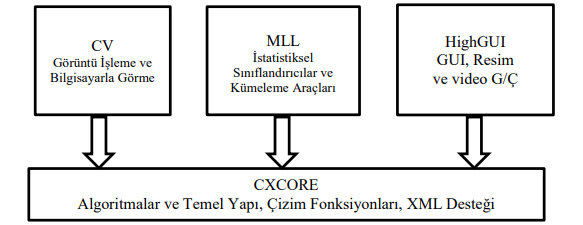 CV
Görüntü İşleme ve
Bilgisayarla Görme
MLL
İstatistiksel
Sınıflandırıcılar ve
Kümeleme Araçları
HighGUI
GUI, Resim
ve video G/Ç
CXCORE
Algoritmalar ve Temel Yapı, Çizim Fonksiyonları, XML Desteği